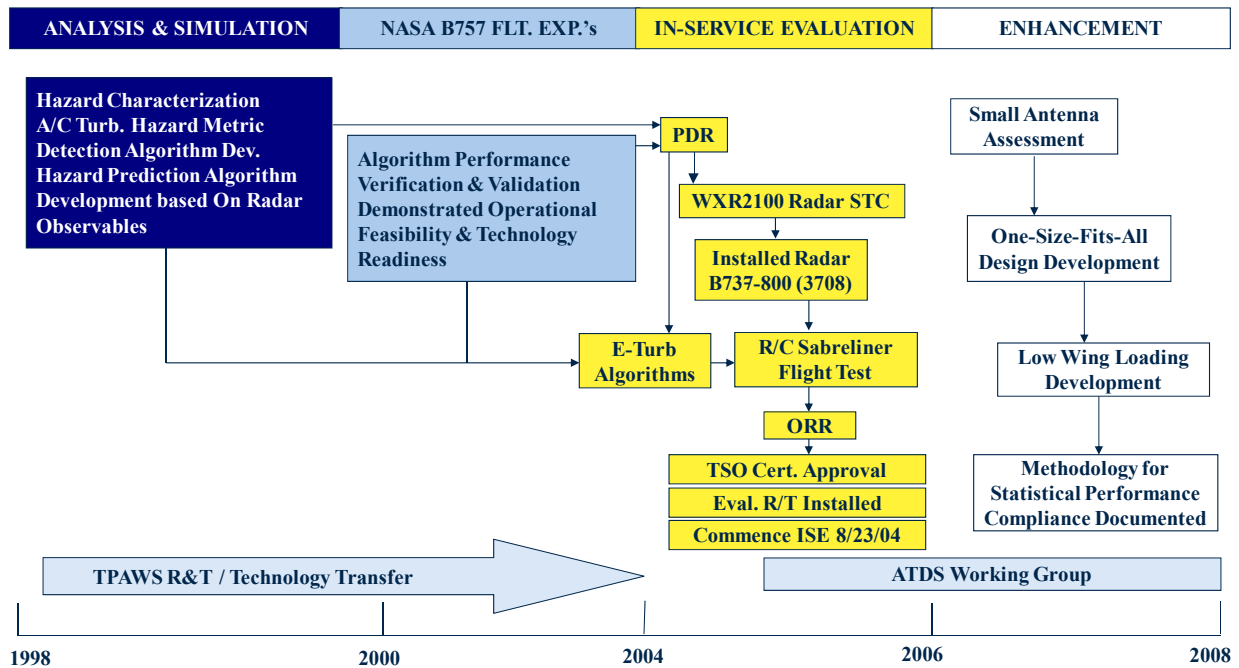 ANALYSIS & SIMULATION
NASA B757 FLT. EXP.'s
IN-SERVICE EVALUATION
ENHANCEMENT
Hazard Characterization
A/C Turb. Hazard Metric
Detection Algorithm Dev.
Hazard Prediction Algorithm
Development based On Radar
Observables
Algorithm Performance
Verification & Validation
Demonstrated Operational
Feasibility & Technology
Readiness
PDR
WXR2100 Radar STC
Installed Radar
B737-800 (3708)
E-Turb
Algorithms
R/C Sabreliner
Flight Test
ORR
TSO Cert. Approval
Eval. R/T Installed
Commence ISE 8/23/04
Small Antenna
Assessment
One-Size-Fits-All
Design Development
Low Wing Loading
Development
Methodology for
Statistical Performance
Compliance Documented
TPAWS R&T / Technology Transfer
ATDS Working Group
1998
2000
2004
2006
2008